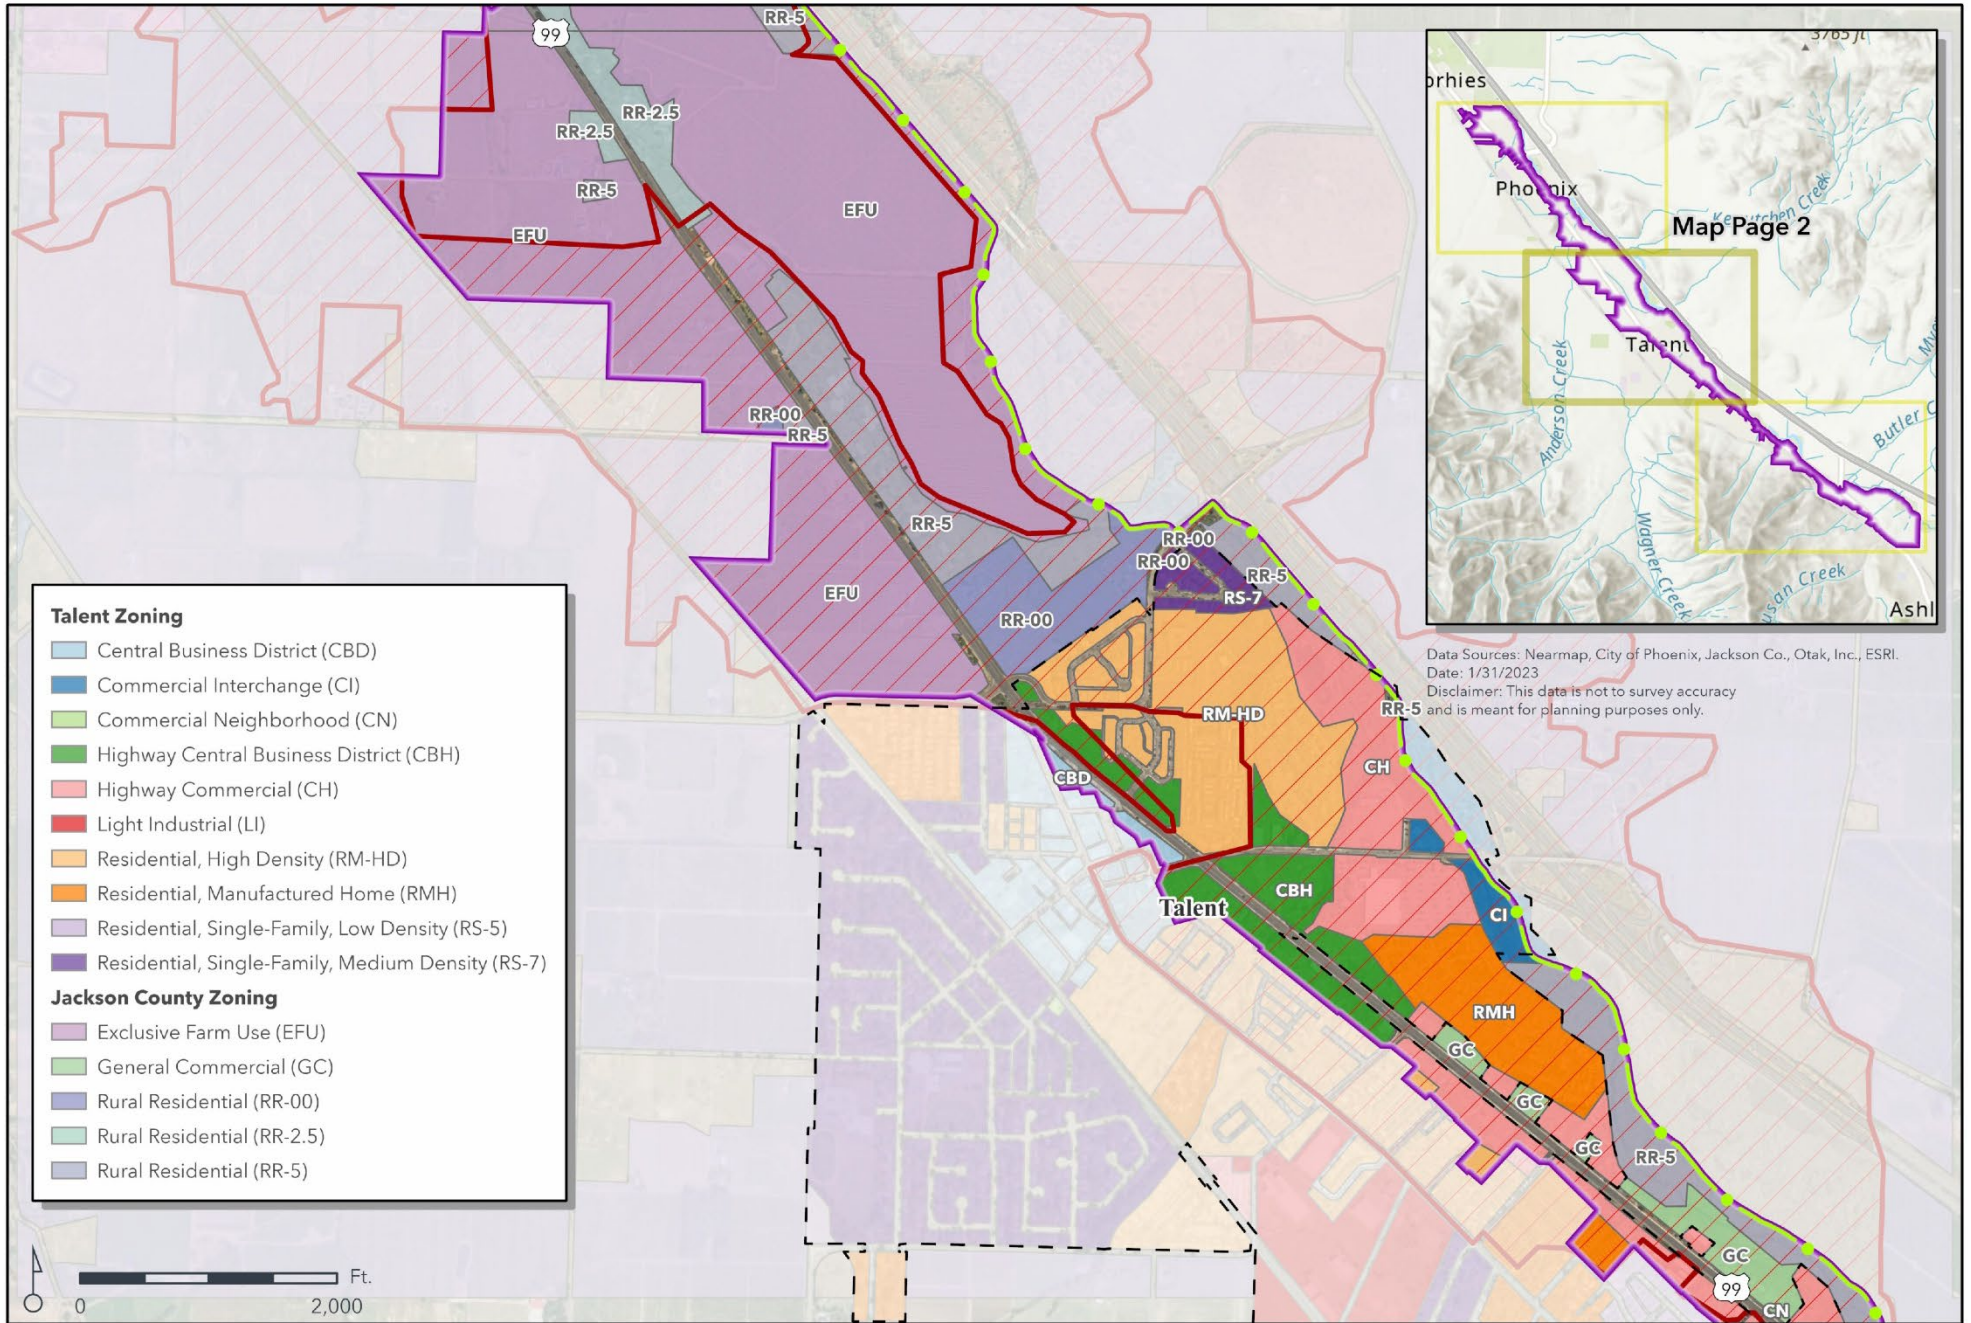 RR-5
99
RR-2.5
RR-2.5
RR-5
EFU
EFU
RR-00
RR-5
RR-5
RR-00
RR-00
RR-5
RS-7
EFU
RR-00
RM-HD
RR-5
CH
CBD
CBH
Talent
CI
RMH
GC
GC
GC
RR-5
GC
99
CN
Talent Zoning
Central Business District (CBD)
Commercial Interchange (CI)
Commercial Neighborhood (CN)
Highway Central Business District (CBH)
Highway Commercial (CH)
Light Industrial (LI)
Residential, High Density (RM-HD)
Residential, Manufactured Home (RMH)
Residential, Single-Family, Low Density (RS-5)
Residential, Single-Family, Medium Density (RS-7)
Jackson County Zoning
Exclusive Farm Use (EFU)
General Commercial (GC)
Rural Residential (RR-00)
Rural Residential (RR-2.5)
Rural Residential (RR-5)
Ft.
0 2,000
3765 ft
orhies
Phoenix
Creek
Map Page 2
Talent
Anderson Creek
Butler C
Wagner Creek
usan Creek
Ashl
Data Sources: Nearmap, City of Phoenix, Jackson Co., Otak, Inc., ESRI.
Date: 1/31/2023
Disclaimer: This data is not to survey accuracy
and is meant for planning purposes only.